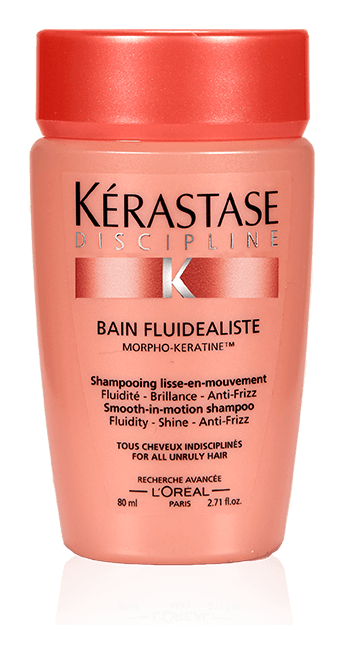 KÉRASTASE
DISCIPLINE
K
BAIN FLUIDEALISTE
MORPHO-KERATINE™
Shampooing lisse-en-mouvement
Fluidité - Brillance - Anti-Frizz
Smooth-in-motion shampoo
Fluidity - Shine - Anti-Frizz
TOUS CHEVEUX INDISCIPLINÉS
FOR ALL UNRULY HAIR
RECHERCHE AVANCÉE
L'ORÉAL
80 ml PARIS 2.71 fl.oz.